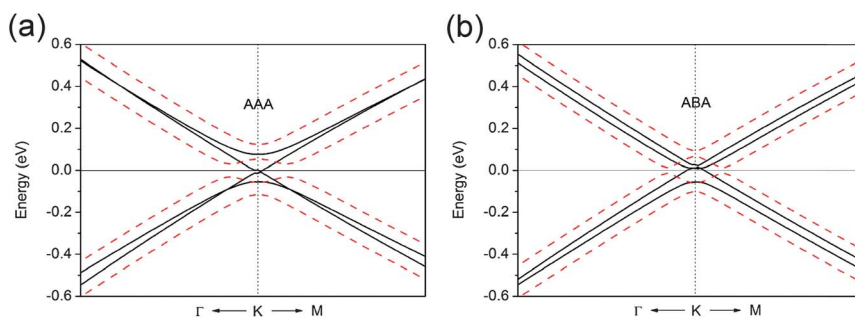 (a)
AAA
Energy (eV)
0.6
0.4
0.2
0.0
-0.2
-0.4
-0.6
Γ ← K → M
(b)
ABA
Energy (eV)
0.6
0.4
0.2
0.0
-0.2
-0.4
-0.6
Γ ← K → M